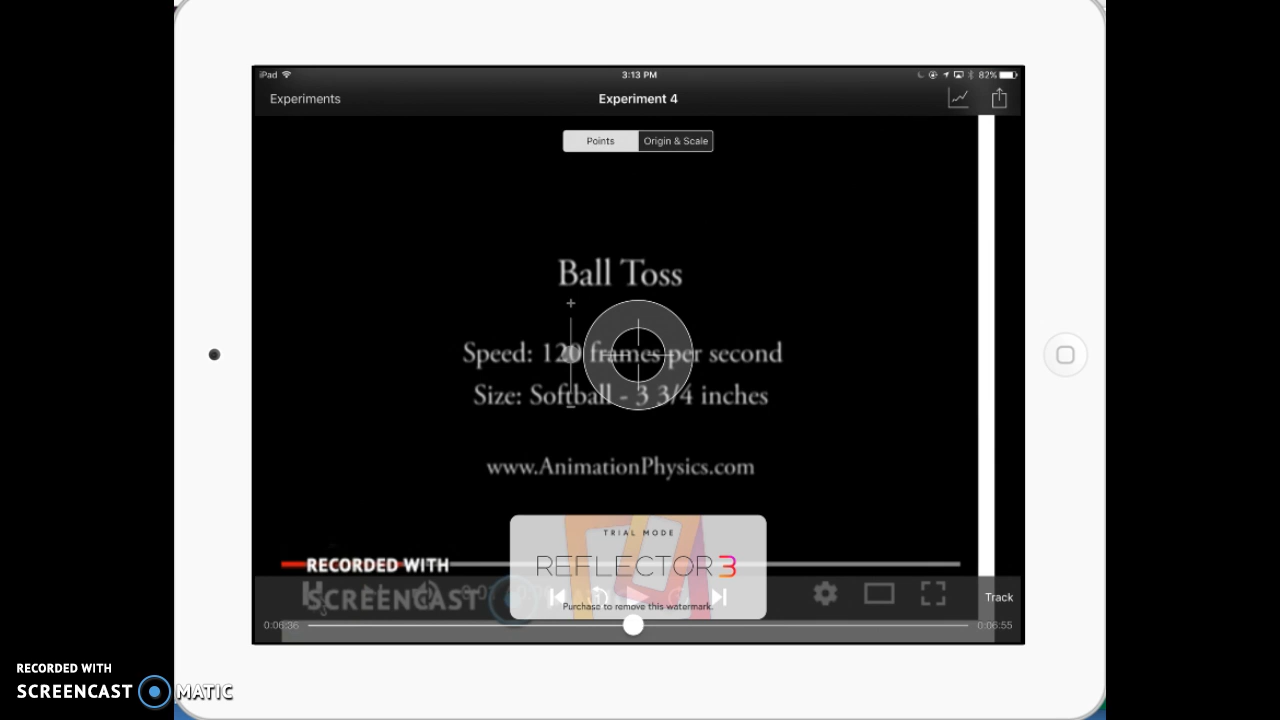 iPad 3:13 PM 82%
Experiments Experiment 4
Points Origin & Scale
Ball Toss
Speed: 120 frames per second
Size: Softball - 3 3/4 inches
www.AnimationPhysics.com
TRIAL MODE
REFLECTOR 3
RECORDED WITH
SCREENCAST
Purchase to remove this watermark.
Track
0:06:36 0:06:55
RECORDED WITH
SCREENCAST MATIC